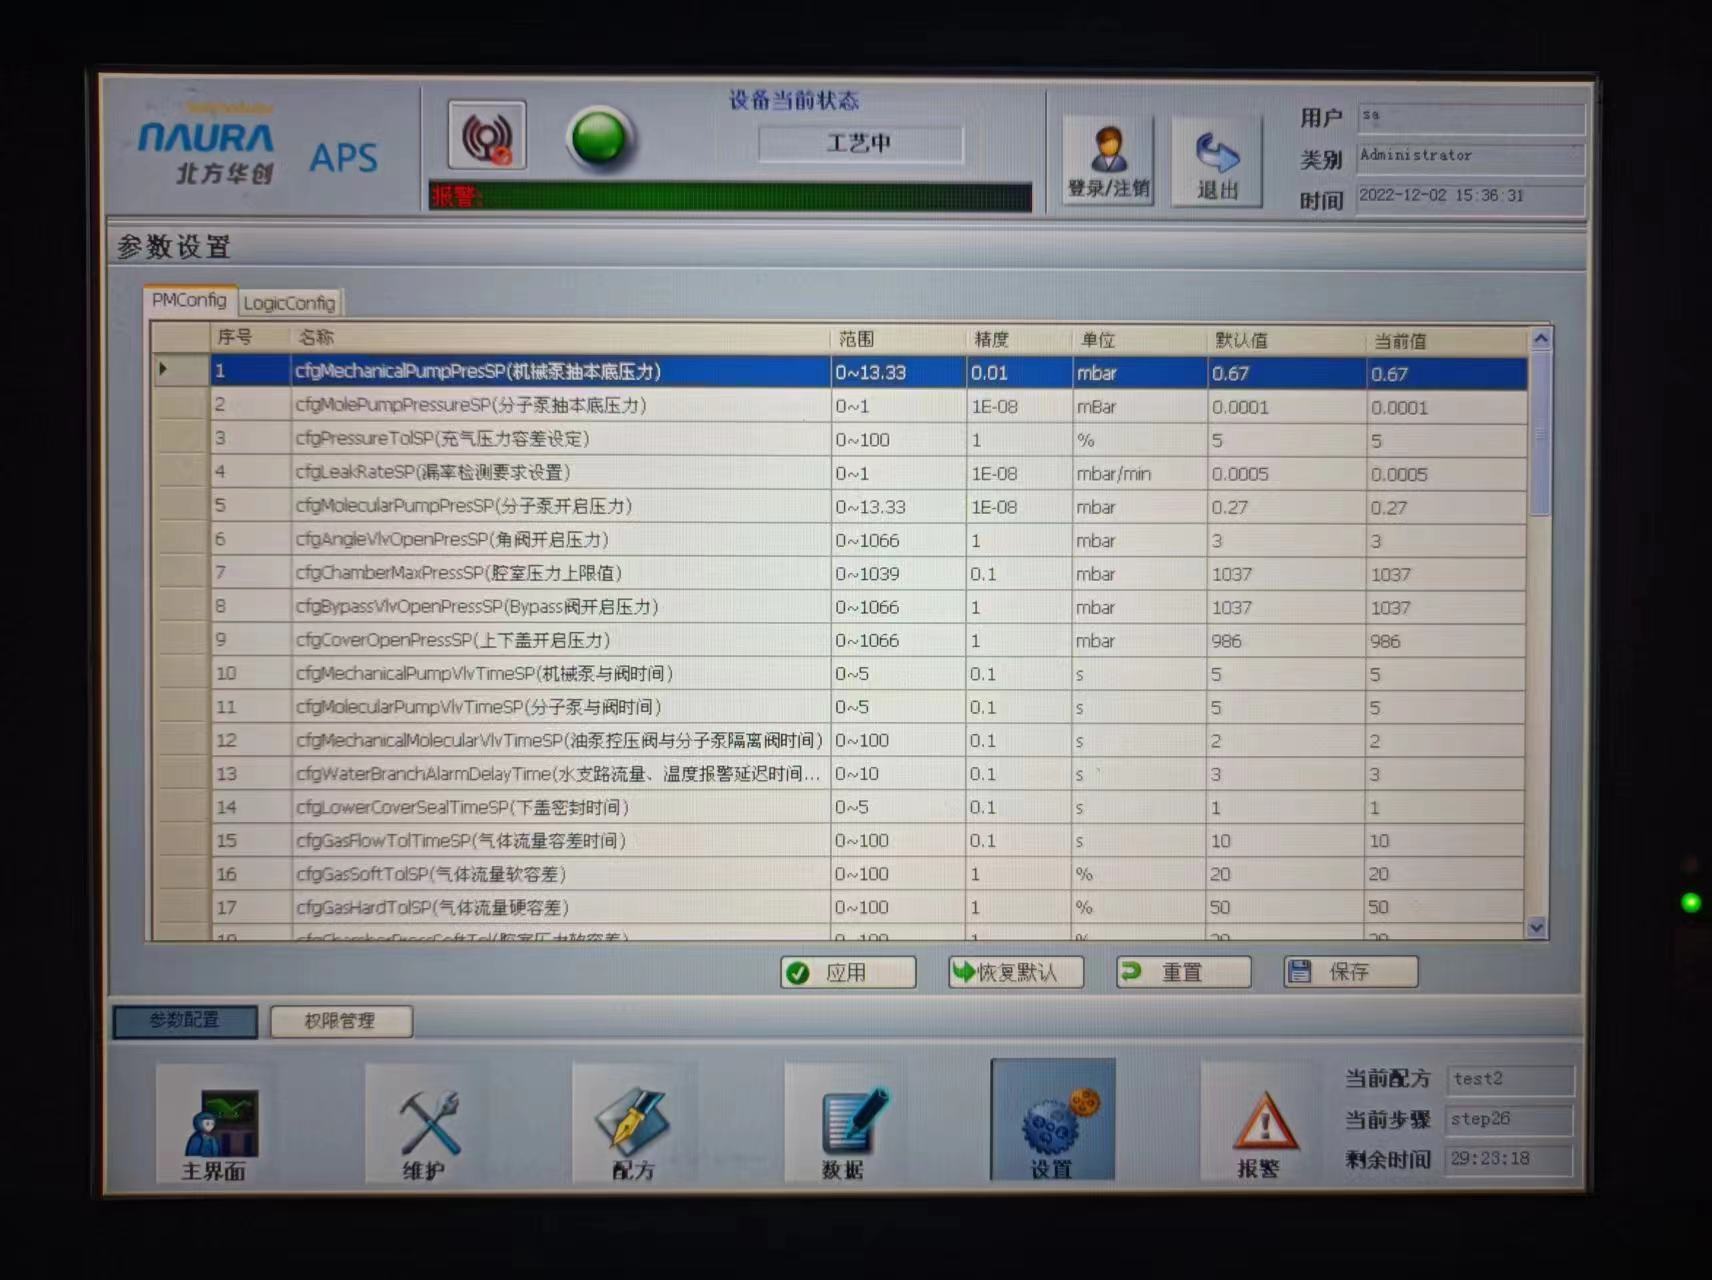 设备当前状态
NAURA
北方华创
APS
工艺中
报警:
登录/注销
退出
用户 sa
类别 Administrator
时间 2022-12-02 15:36:31
参数设置
PMConfig LogicConfig
序号 名称 范围 精度 单位 默认值 当前值
1 cfgMechanicalPumpPresSP(机械泵抽本底压力) 0~13.33 0.01 mbar 0.67 0.67
2 cfgMolePumpPressureSP(分子泵抽本底压力) 0~1 1E-08 mBar 0.0001 0.0001
3 cfgPressureTolSP(充气压力容差设定) 0~100 1 % 5 5
4 cfgLeakRateSP(漏率检测要求设置) 0~1 1E-08 mbar/min 0.0005 0.0005
5 cfgMolecularPumpPresSP(分子泵开启压力) 0~13.33 1E-08 mbar 0.27 0.27
6 cfgAngleVlvOpenPresSP(角阀开启压力) 0~1066 1 mbar 3 3
7 cfgChamberMaxPressSP(腔室压力上限值) 0~1039 0.1 mbar 1037 1037
8 cfgBypassVlvOpenPressSP(Bypass阀开启压力) 0~1066 1 mbar 1037 1037
9 cfgCoverOpenPressSP(上下盖开启压力) 0~1066 1 mbar 986 986
10 cfgMechanicalPumpVlvTimeSP(机械泵与阀时间) 0~5 0.1 s 5 5
11 cfgMolecularPumpVlvTimeSP(分子泵与阀时间) 0~5 0.1 s 5 5
12 cfgMechanicalMolecularVlvTimeSP(油泵控压阀与分子泵隔离阀时间) 0~100 0.1 s 2 2
13 cfgWaterBranchAlarmDelayTime(水支路流量、温度报警延迟时间... 0~10 0.1 s 3 3
14 cfgLowerCoverSealTimeSP(下盖密封时间) 0~5 0.1 s 1 1
15 cfgGasFlowTolTimeSP(气体流量容差时间) 0~100 0.1 s 10 10
16 cfgGasSoftTolSP(气体流量软容差) 0~100 1 % 20 20
17 cfgGasHardTolSP(气体流量硬容差) 0~100 1 % 50 50
应用 恢复默认 重置 保存
参数配置 权限管理
主界面 维护 配方 数据 设置 报警
当前配方 test2
当前步骤 step26
剩余时间 29:23:18